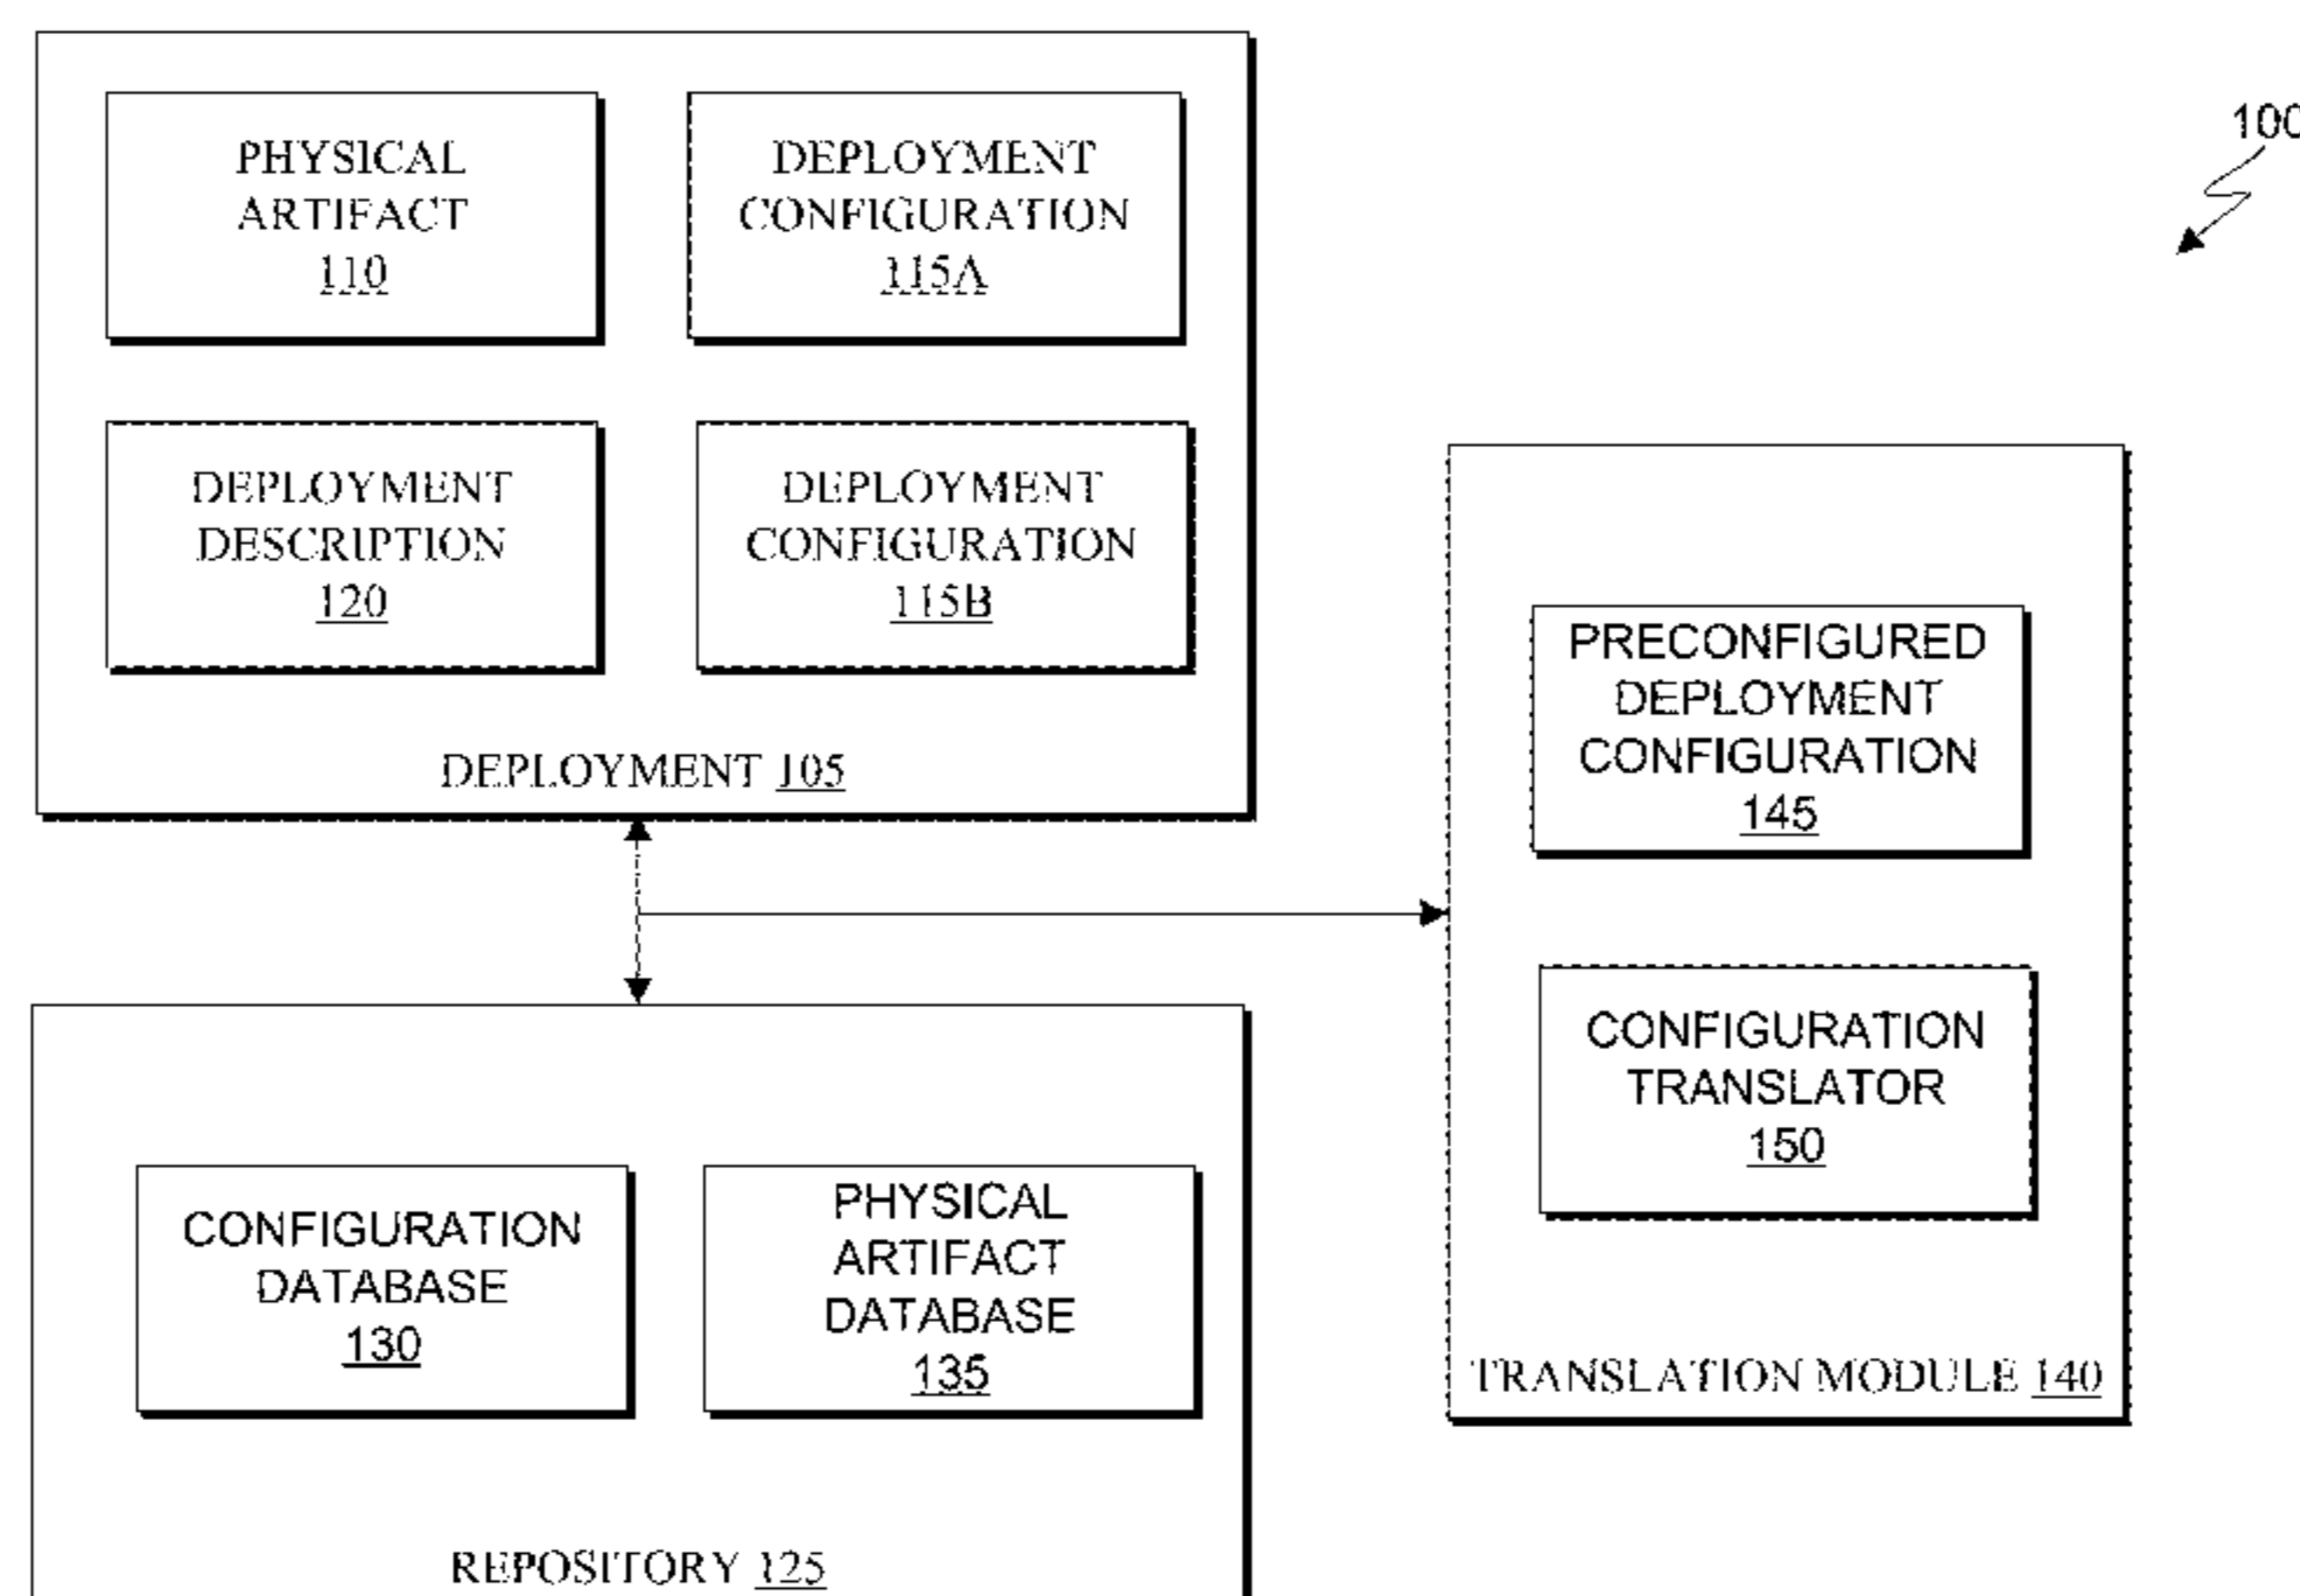 100
PHYSICAL
ARTIFACT
110
DEPLOYMENT
CONFIGURATION
115A
DEPLOYMENT
DESCRIPTION
120
DEPLOYMENT
CONFIGURATION
115B
DEPLOYMENT 105
PRECONFIGURED
DEPLOYMENT
CONFIGURATION
145
CONFIGURATION
TRANSLATOR
150
TRANSLATION MODULE 140
CONFIGURATION
DATABASE
130
PHYSICAL
ARTIFACT
DATABASE
135
REPOSITORY 125